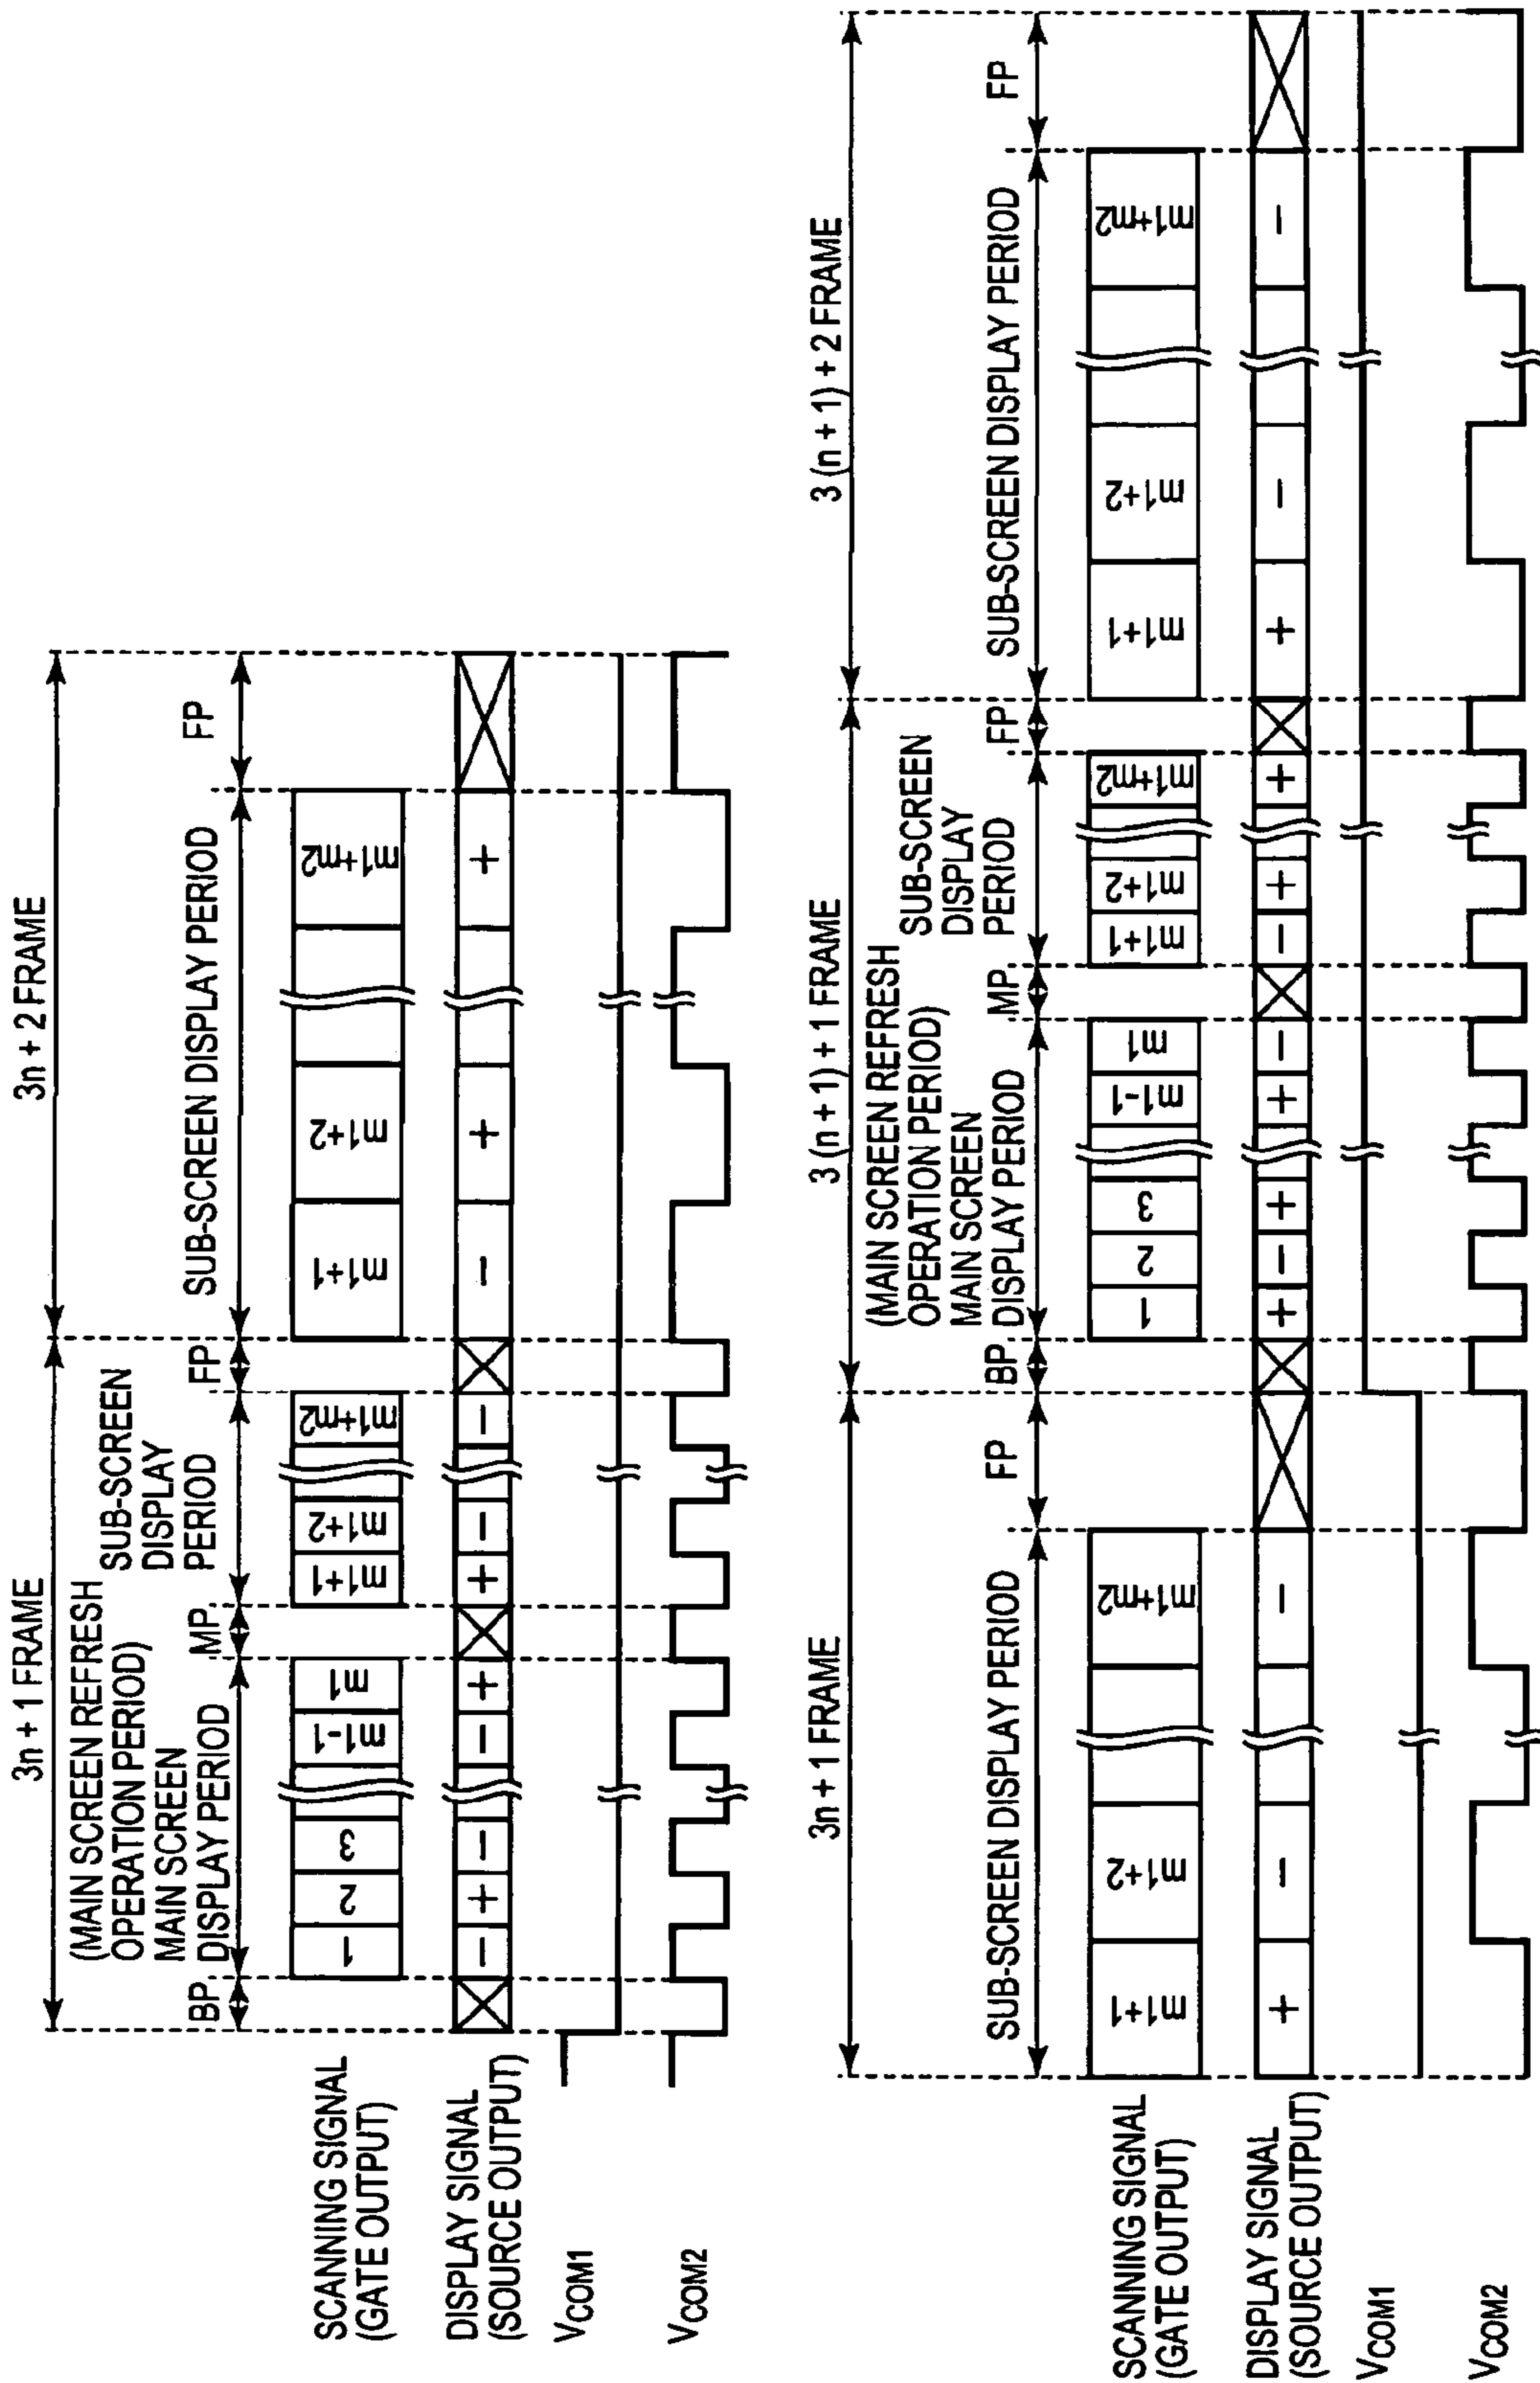 3n + 1 FRAME
3n + 2 FRAME
(MAIN SCREEN REFRESH
OPERATION PERIOD)
MAIN SCREEN
DISPLAY PERIOD
SUB-SCREEN
DISPLAY
PERIOD
SUB-SCREEN DISPLAY PERIOD
BP
MP
FP
FP
SCANNING SIGNAL
(GATE OUTPUT)
1
2
3
m1-1
m1
m1+1
m1+2
m1+m2
m1+1
m1+2
m1+m2
DISPLAY SIGNAL
(SOURCE OUTPUT)
− + − − + + − − − + +
VCOM1
VCOM2
3n + 1 FRAME
3 (n + 1) + 1 FRAME
3 (n + 1) + 2 FRAME
(MAIN SCREEN REFRESH
OPERATION PERIOD)
MAIN SCREEN
DISPLAY PERIOD
SUB-SCREEN
DISPLAY
PERIOD
SUB-SCREEN DISPLAY PERIOD
SUB-SCREEN DISPLAY PERIOD
FP
BP
MP
FP
FP
SCANNING SIGNAL
(GATE OUTPUT)
m1+1
m1+2
m1+m2
1
2
3
m1-1
m1
m1+1
m1+2
m1+m2
m1+1
m1+2
m1+m2
DISPLAY SIGNAL
(SOURCE OUTPUT)
+ − − + − + + − − + + + − −
VCOM1
VCOM2